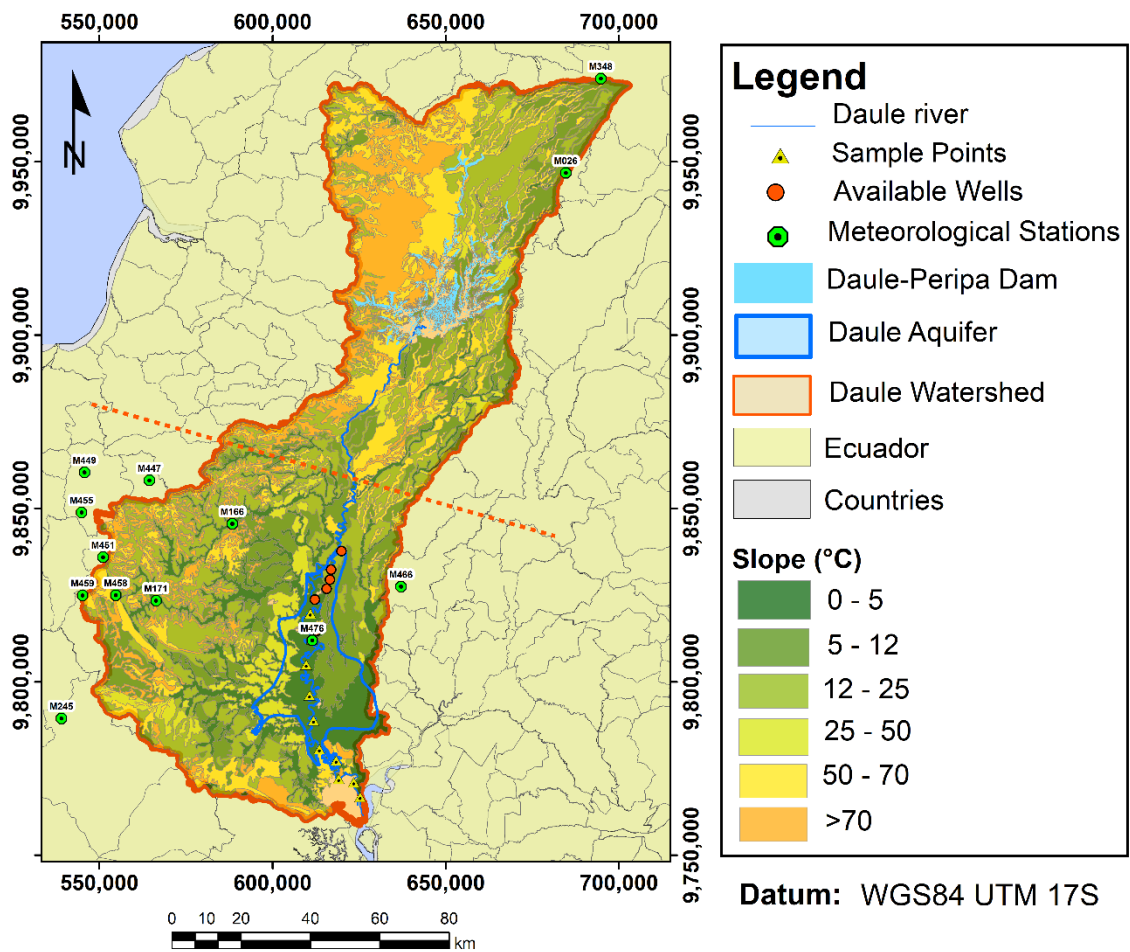 550,000 600,000 650,000 700,000
M348
M026
M449
M447
M455
M166
M451
M459
M458
M171
M466
M476
M245
9,950,000
9,900,000
9,850,000
9,800,000
9,750,000
9,950,000
9,900,000
9,850,000
9,800,000
9,750,000
N
550,000 600,000 650,000 700,000
0 10 20 40 60 80
km
Legend
Daule river
Sample Points
Available Wells
Meteorological Stations
Daule-Peripa Dam
Daule Aquifer
Daule Watershed
Ecuador
Countries
Slope (°C)
0 - 5
5 - 12
12 - 25
25 - 50
50 - 70
>70
Datum: WGS84 UTM 17S